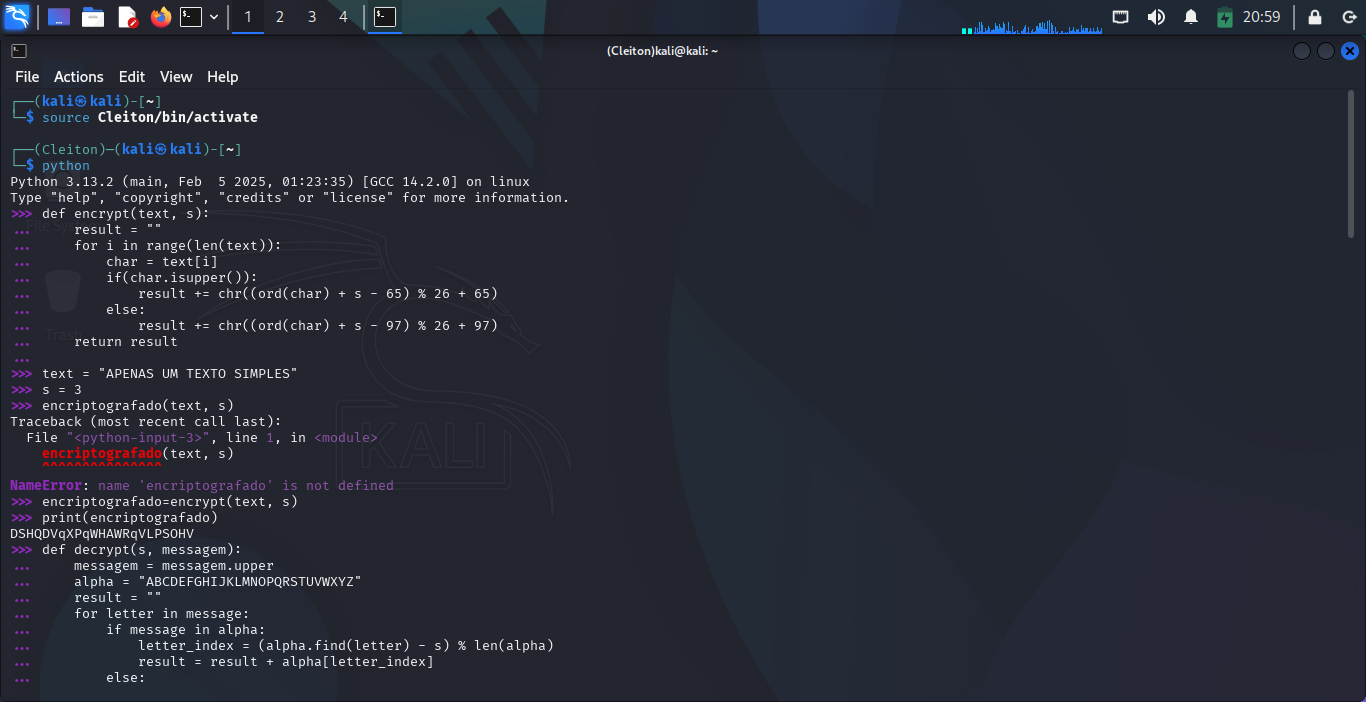 1 2 3 4 20:59
(Cleiton)kali@kali: ~
File Actions Edit View Help
┌──(kali㉿kali)-[~]
└─$ source Cleiton/bin/activate
┌──(Cleiton)─(kali㉿kali)-[~]
└─$ python
Python 3.13.2 (main, Feb  5 2025, 01:23:35) [GCC 14.2.0] on linux
Type "help", "copyright", "credits" or "license" for more information.
>>> def encrypt(text, s):
...     result = ""
...     for i in range(len(text)):
...         char = text[i]
...         if(char.isupper()):
...             result += chr((ord(char) + s - 65) % 26 + 65)
...         else:
...             result += chr((ord(char) + s - 97) % 26 + 97)
...     return result
...
>>> text = "APENAS UM TEXTO SIMPLES"
>>> s = 3
>>> encriptografado(text, s)
Traceback (most recent call last):
  File "<python-input-3>", line 1, in <module>
    encriptografado(text, s)
    ^^^^^^^^^^^^^^^
NameError: name 'encriptografado' is not defined
>>> encriptografado=encrypt(text, s)
>>> print(encriptografado)
DSHQDVqXPqWHAWRqVLPSOHV
>>> def decrypt(s, messagem):
...     messagem = messagem.upper
...     alpha = "ABCDEFGHIJKLMNOPQRSTUVWXYZ"
...     result = ""
...     for letter in message:
...         if message in alpha:
...             letter_index = (alpha.find(letter) - s) % len(alpha)
...             result = result + alpha[letter_index]
...         else:
File System
Trash
KALI